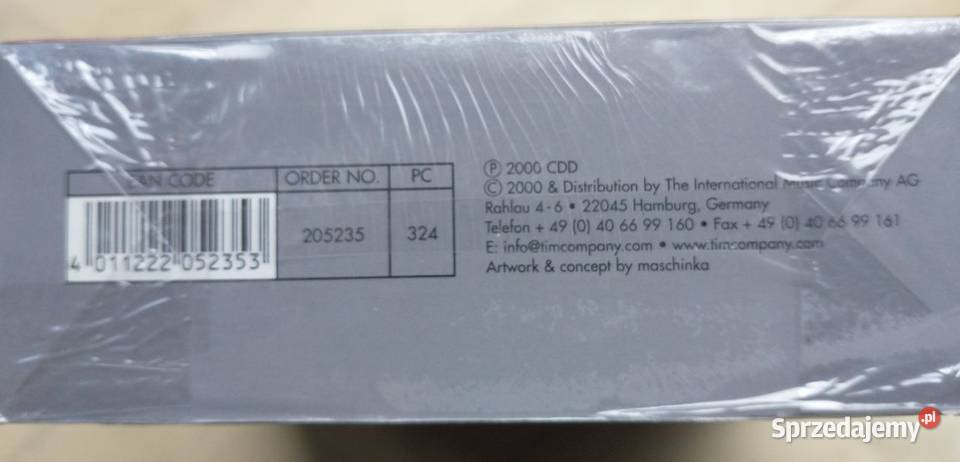 EAN CODE ORDER NO. PC
4 011222 052353 205235 324
Ⓟ 2000 CDD
© 2000 & Distribution by The International Music Company AG
Rahlau 4-6 • 22045 Hamburg, Germany
Telefon + 49 (0) 40 66 99 160 • Fax + 49 (0) 40 66 99 161
E: info@timcompany.com • www.timcompany.com
Artwork & concept by maschinka
Sprzedajemy.pl